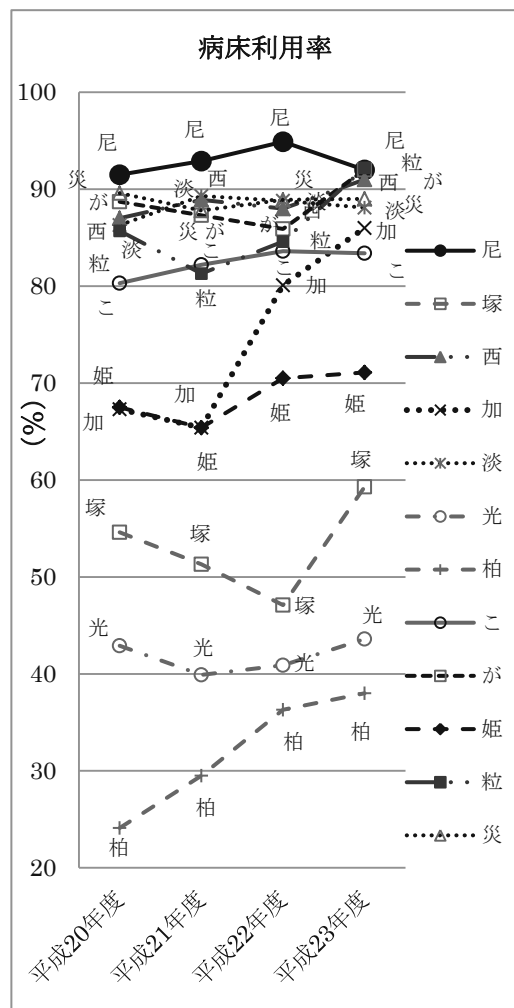 病床利用率
100
90
80
70
60
50
40
30
20
(%)
尼 尼 尼 尼
災 淡 西 災 淡 粒 が
が 西
西 淡 災 が が 西 淡 災
粒 こ 粒 加
こ 粒 こ 加 こ
姫 加
加 姫 姫 姫
塚 塚 塚 塚
光 光 光 光
柏 柏 柏 柏
平成20年度
平成21年度
平成22年度
平成23年度
尼
塚
西
加
淡
光
柏
こ
が
姫
粒
災